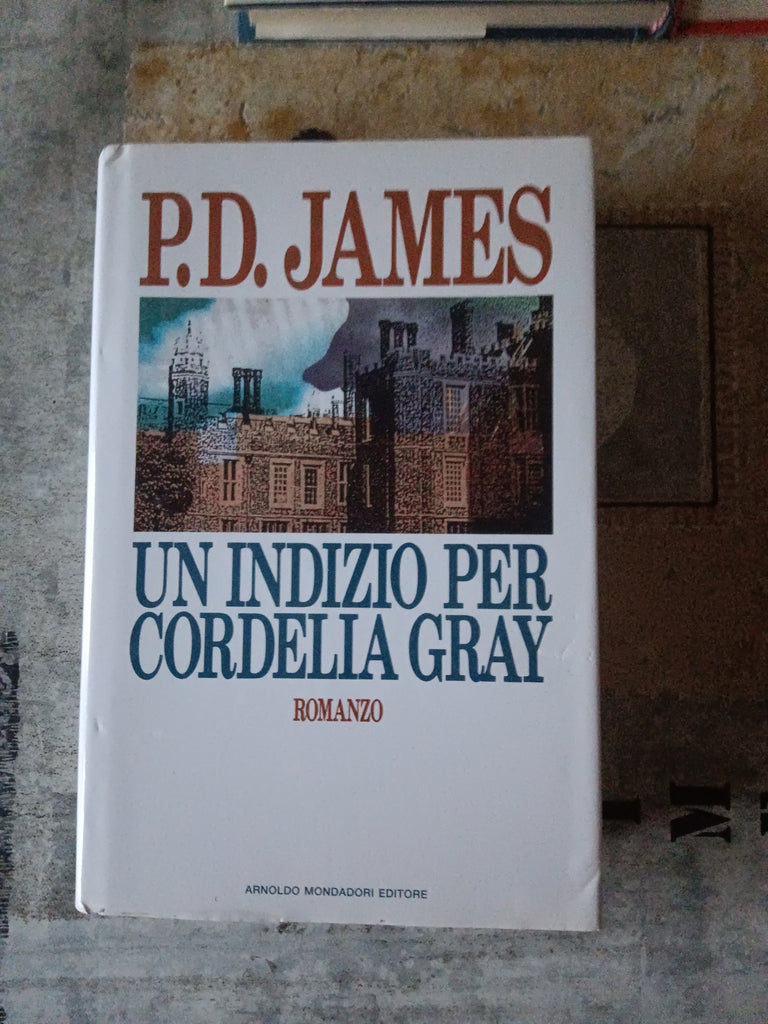 P.D. JAMES
UN INDIZIO PER
CORDELIA GRAY
ROMANZO
ARNOLDO MONDADORI EDITORE